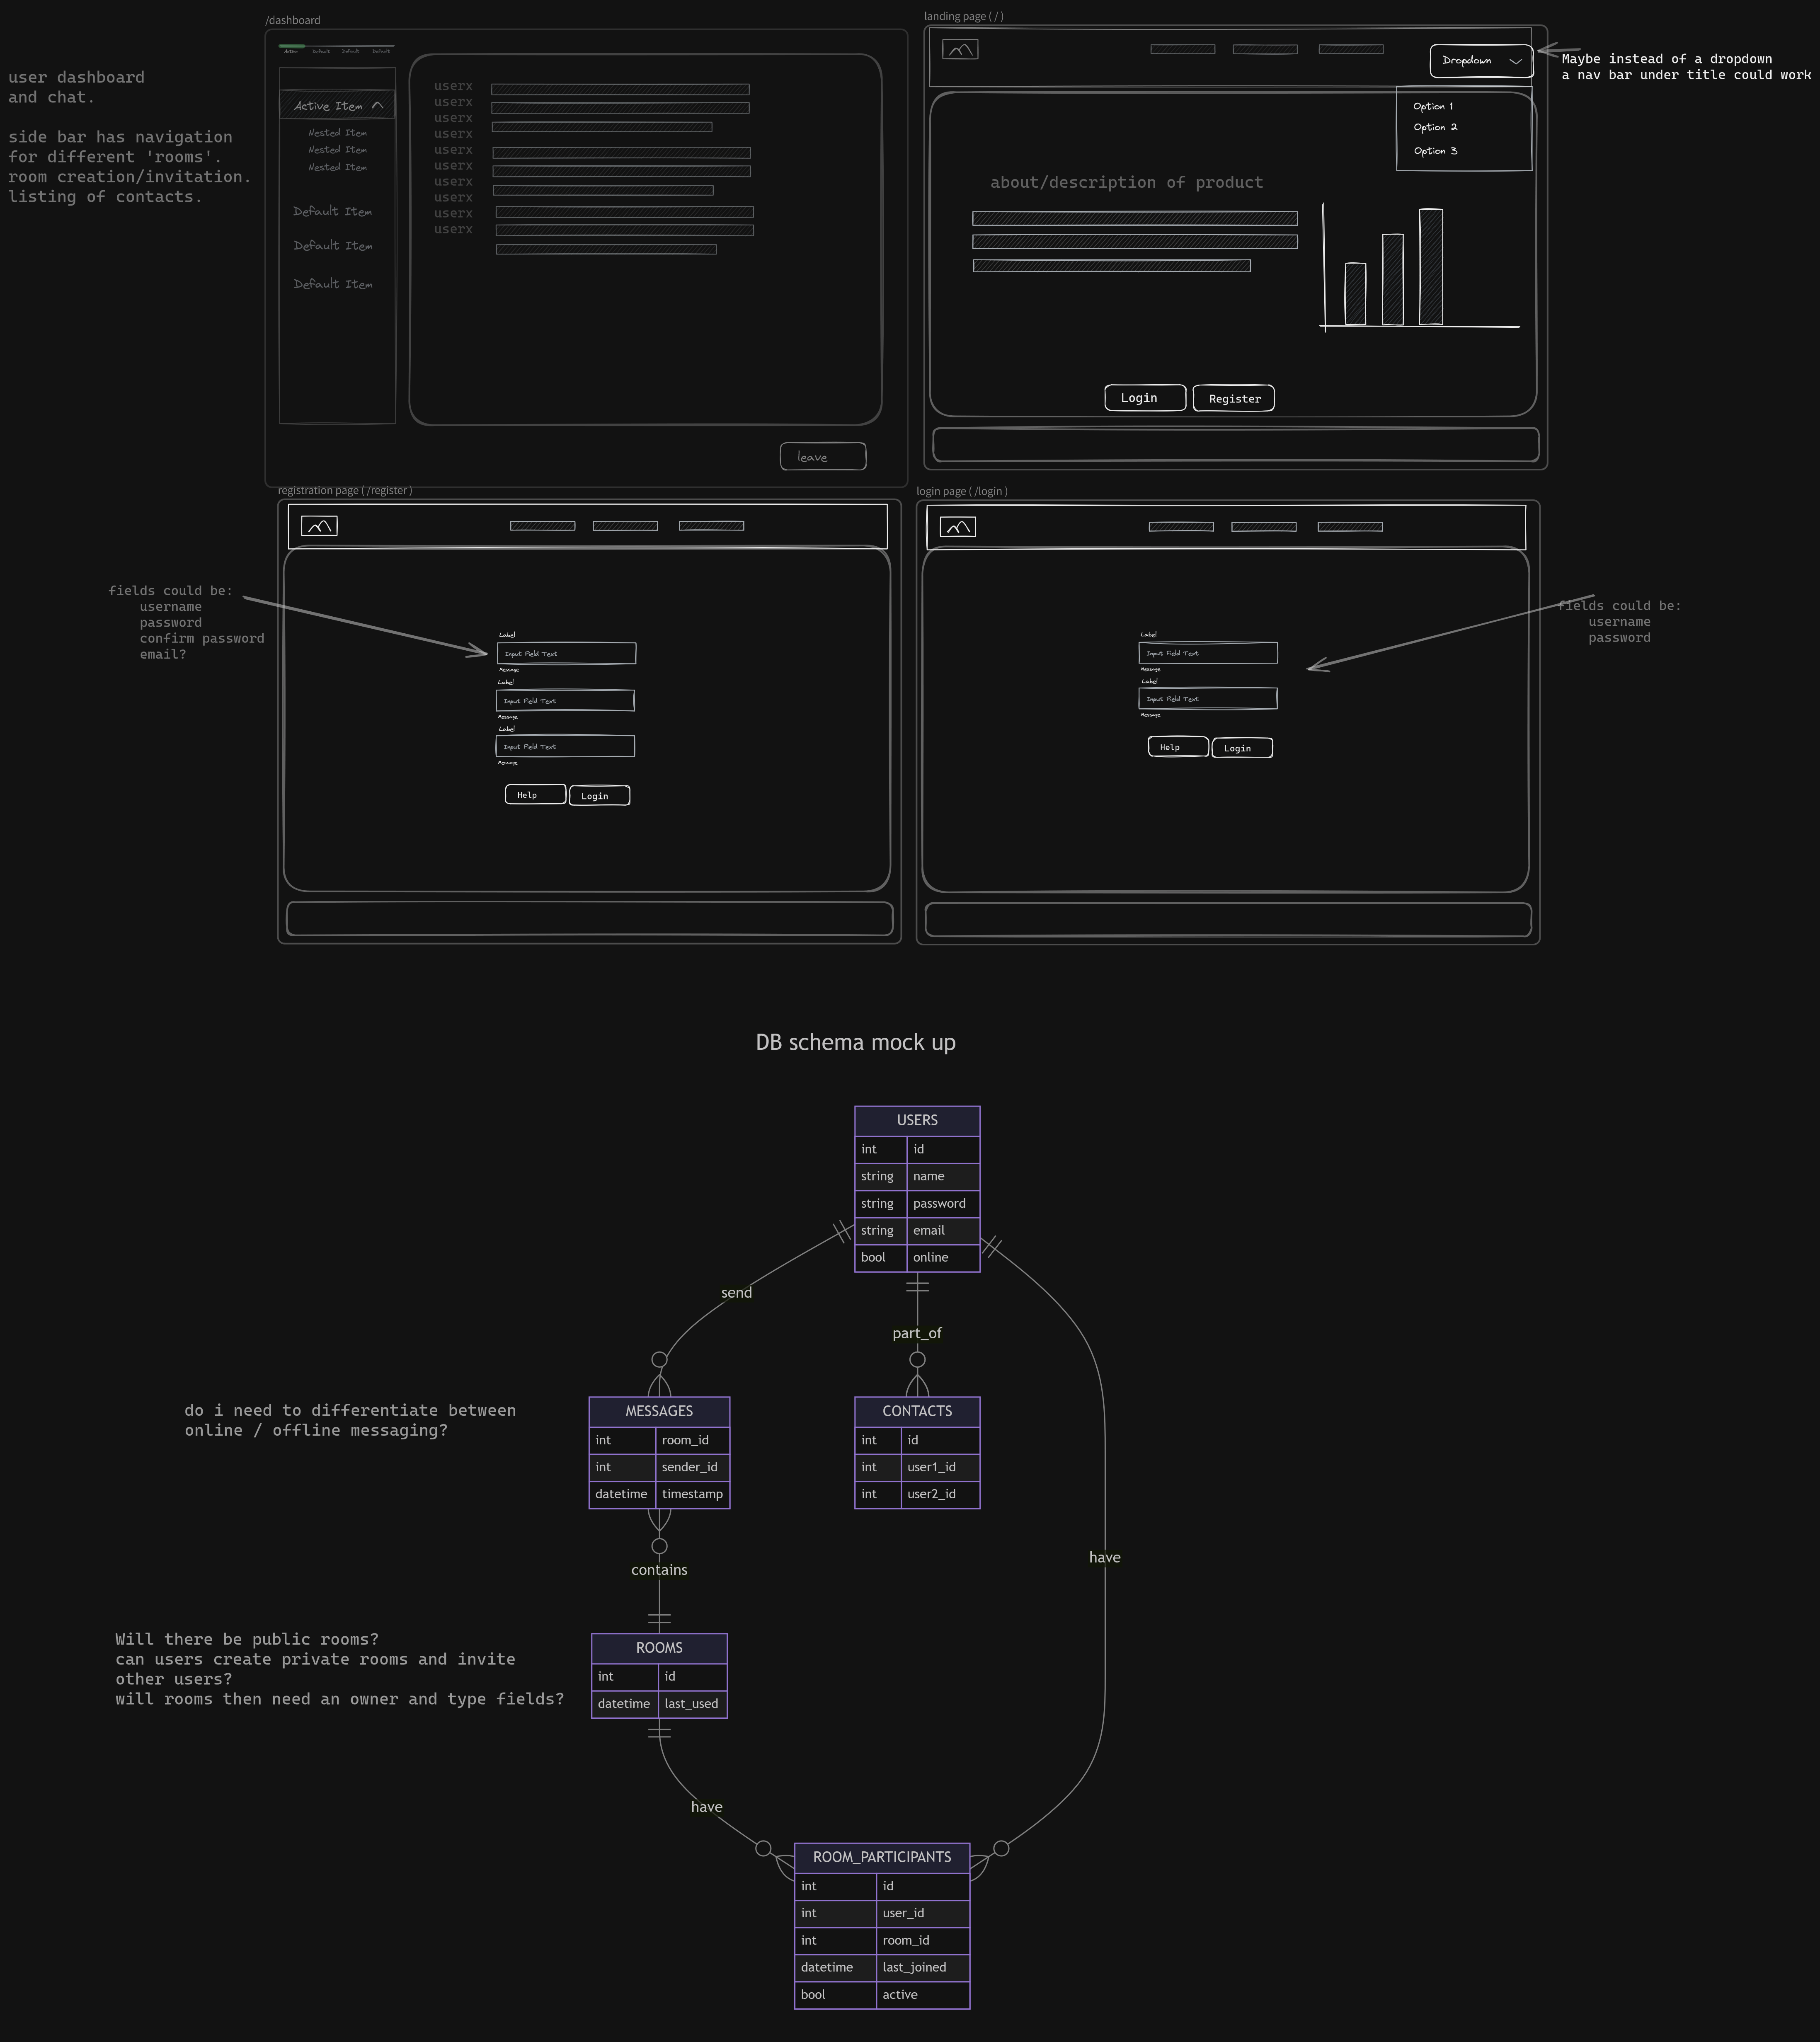 /dashboard
user dashboard
and chat.
side bar has navigation
for different 'rooms'.
room creation/invitation.
listing of contacts.
Active
Default
Default
Default
Active Item
Nested Item
Nested Item
Nested Item
Default Item
Default Item
Default Item
userx
userx
userx
userx
userx
userx
userx
userx
userx
userx
leave
landing page ( / )
Dropdown
Option 1
Option 2
Option 3
Maybe instead of a dropdown
a nav bar under title could work
about/description of product
Login
Register
registration page ( /register )
fields could be:
username
password
confirm password
email?
Label
Input Field Text
Message
Label
Input Field Text
Message
Label
Input Field Text
Message
Help
Login
login page ( /login )
Label
Input Field Text
Message
Label
Input Field Text
Message
Help
Login
fields could be:
username
password
DB schema mock up
USERS
int id
string name
string password
string email
bool online
send
part_of
have
do i need to differentiate between
online / offline messaging?
MESSAGES
int room_id
int sender_id
datetime timestamp
CONTACTS
int id
int user1_id
int user2_id
contains
Will there be public rooms?
can users create private rooms and invite
other users?
will rooms then need an owner and type fields?
ROOMS
int id
datetime last_used
have
ROOM_PARTICIPANTS
int id
int user_id
int room_id
datetime last_joined
bool active